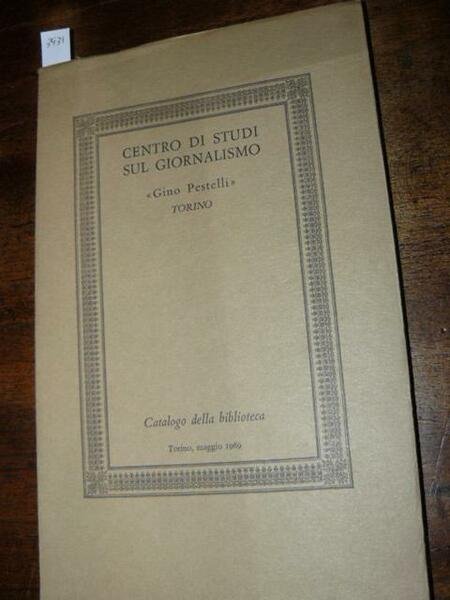 3931
CENTRO DI STUDI
SUL GIORNALISMO
«Gino Pestelli»
TORINO
Catalogo della biblioteca
Torino, maggio 1969